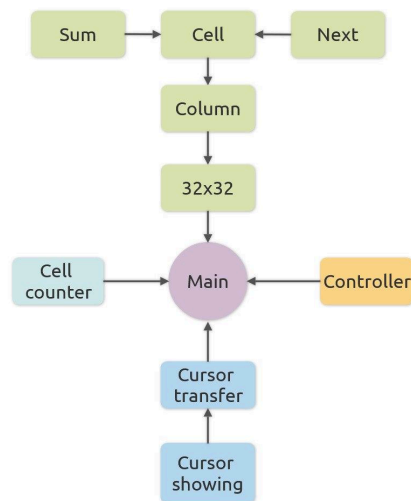 Sum
Cell
Next
Column
32x32
Cell
counter
Main
Controller
Cursor
transfer
Cursor
showing